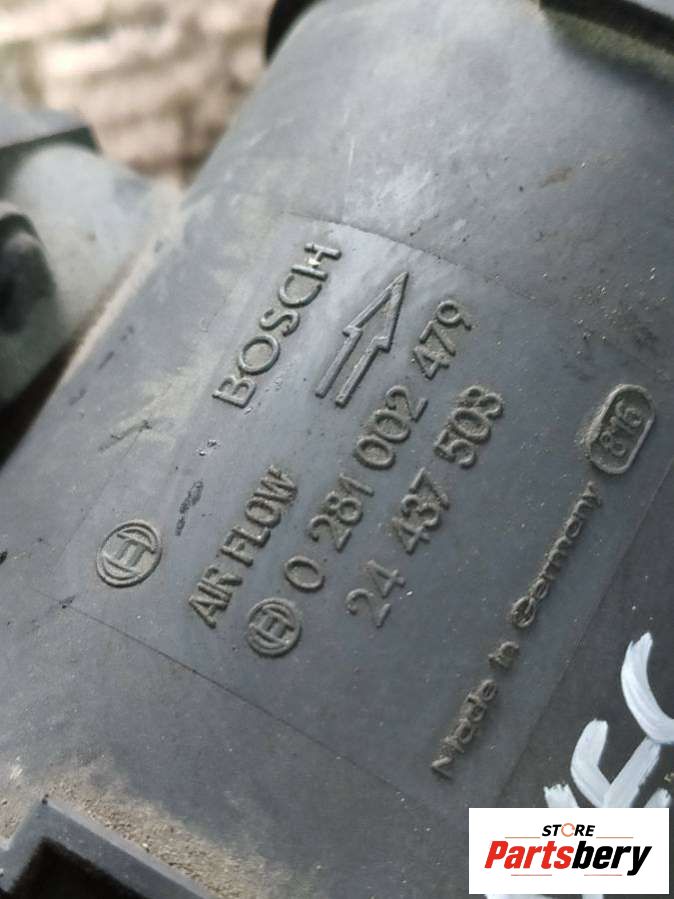 BOSCH
AIR FLOW
0 281 002 479
24 437 503
Made in Germany
816
STORE
Partsbery